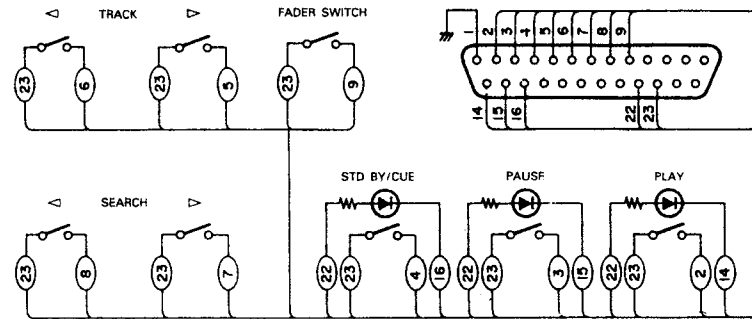 ◁ TRACK ▷ FADER SWITCH
1 2 3 4 5 6 7 8 9
23 6 23 5 23 9
14 15 16 22 23
◁ SEARCH ▷ STD BY/CUE PAUSE PLAY
23 8 23 7 22 23 4 16 22 23 3 15 22 23 2 14